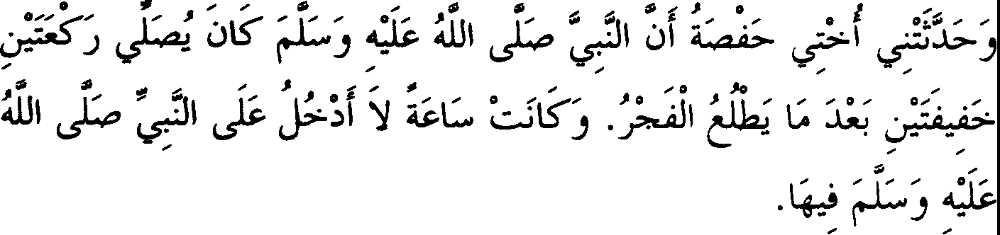 وَحَدَّثَتْنِي أُخْتِي حَفْصَةُ أَنَّ النَّبِيَّ صَلَّى اللَّهُ عَلَيْهِ وَسَلَّمَ كَانَ يُصَلِّي رَكْعَتَيْنِ
خَفِيفَتَيْنِ بَعْدَ مَا يَطْلُعُ الْفَجْرُ. وَكَانَتْ سَاعَةً لاَ أَدْخُلُ عَلَى النَّبِيِّ صَلَّى اللَّهُ
عَلَيْهِ وَسَلَّمَ فِيهَا.